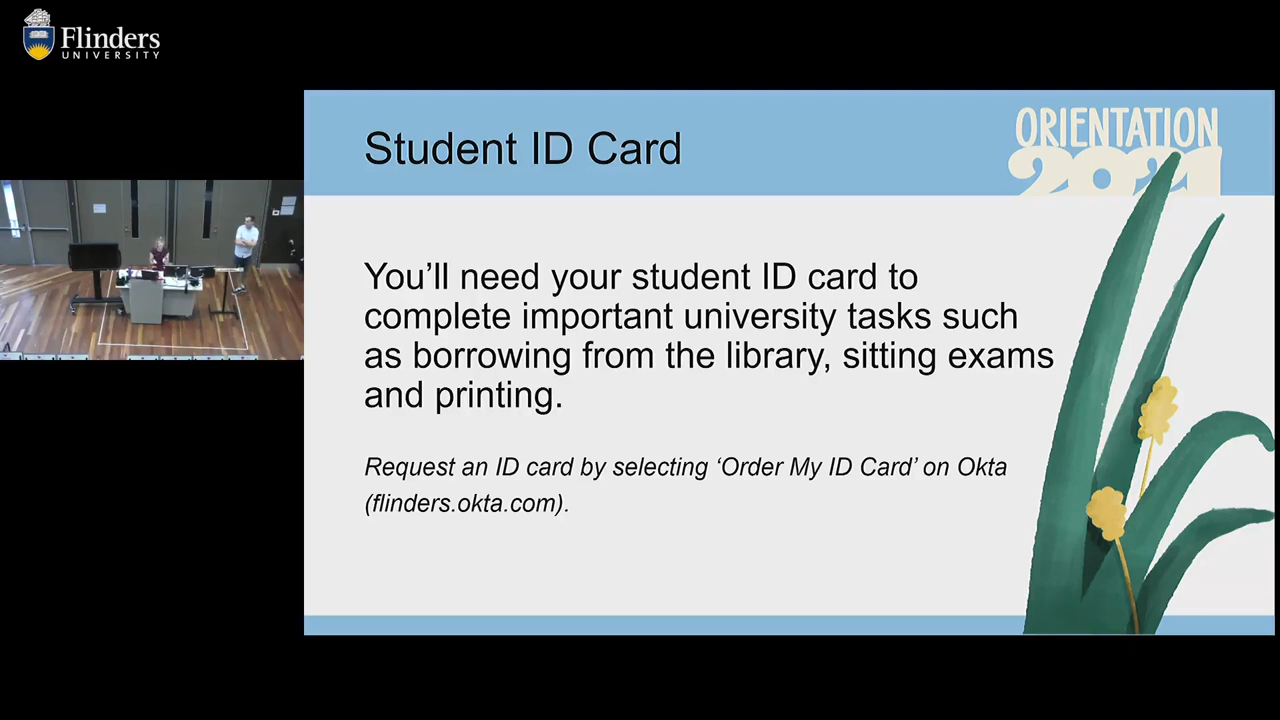 Flinders
UNIVERSITY
Student ID Card
ORIENTATION
2021
You’ll need your student ID card to
complete important university tasks such
as borrowing from the library, sitting exams
and printing.
Request an ID card by selecting ‘Order My ID Card’ on Okta
(flinders.okta.com).